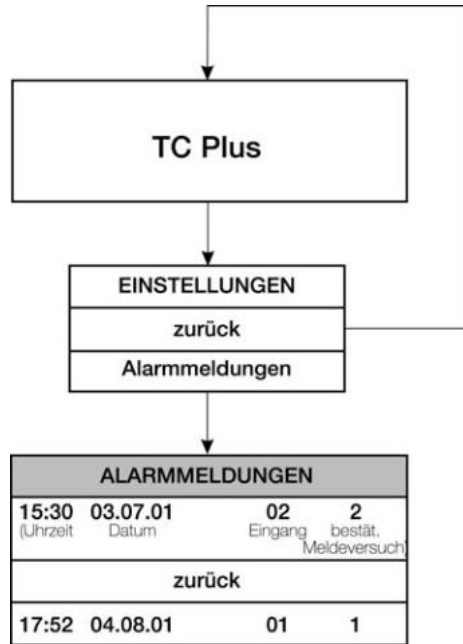 TC Plus
EINSTELLUNGEN
zurück
Alarmmeldungen
ALARMMELDUNGEN
15:30 03.07.01 02 2
(Uhrzeit Datum Eingang bestät.
Meldeversuch)
zurück
17:52 04.08.01 01 1